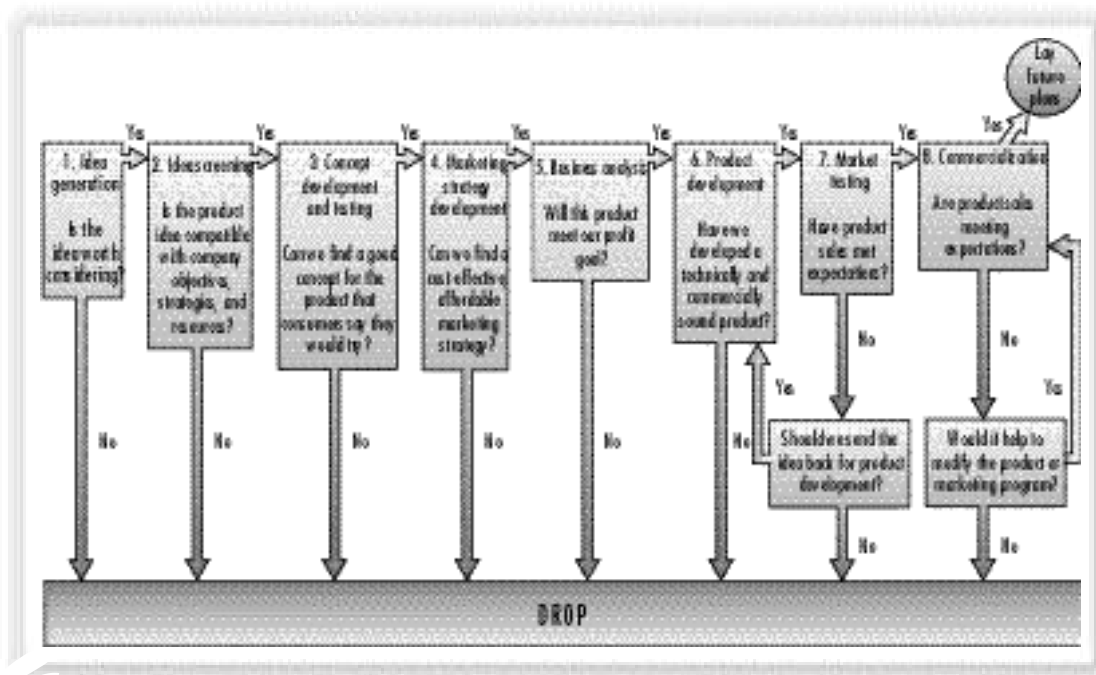 Lay
Future
plans
Yes
Yes
Yes
Yes
Yes
Yes
Yes
Yes
1. Idea
generation
Is the
idea worth
considering?
2. Idea screening
Is the product
idea compatible
with company
objectives,
strategies, and
resources?
3. Concept
development
and testing
Can we find a good
concept for the
product that
consumers say they
would try?
4. Marketing
strategy
development
Can we find a
cost effective,
affordable
marketing
strategy?
5. Business analysis
Will this product
meet our profit
goal?
6. Product
development
Have we
developed a
technically and
commercially
sound product?
7. Market
testing
Have product
sales met
expectations?
8. Commercialization
Are product sales
meeting
expectations?
No
No
Yes
Yes
No
No
No
No
No
No
Should we send the
idea back for product
development?
Would it help to
modify the product or
marketing program?
No
No
DROP